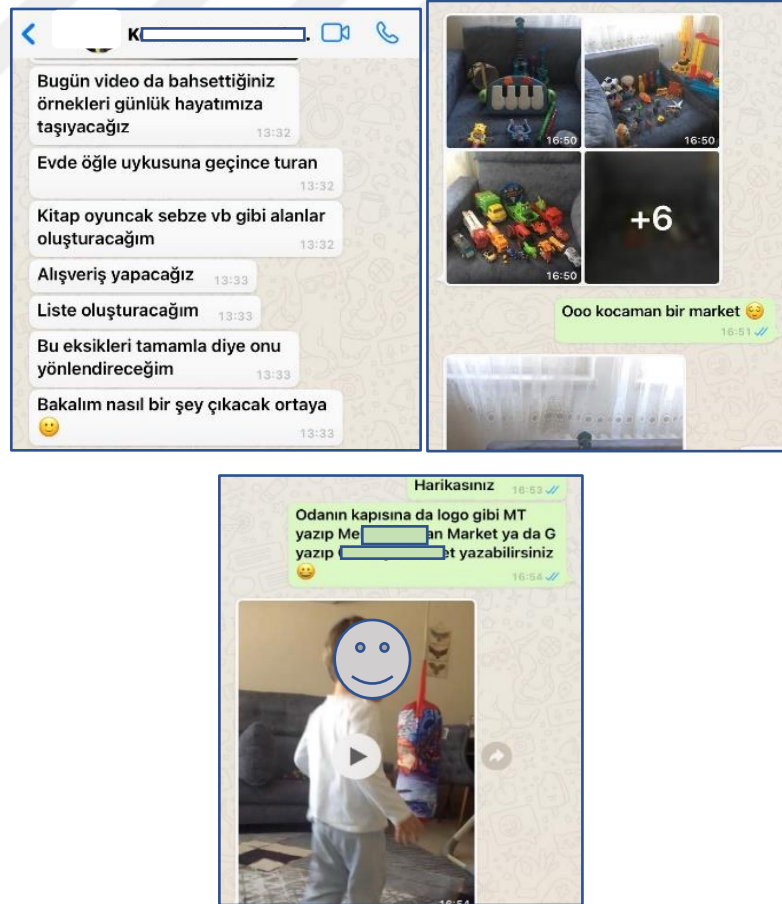 K
Bugün video da bahsettiğiniz
örnekleri günlük hayatımıza
taşıyacağız
13:32
Evde öğle uykusuna geçince turan
13:32
Kitap oyuncak sebze vb gibi alanlar
oluşturacağım
13:32
Alışveriş yapacağız 13:33
Liste oluşturacağım 13:33
Bu eksikleri tamamla diye onu
yönlendireceğim
13:33
Bakalım nasıl bir şey çıkacak ortaya
13:33
16:50
16:50
16:50
+6
Ooo kocaman bir market
16:51
Harikasınız 16:53
Odanın kapısına da logo gibi MT
yazıp Me an Market ya da G
yazıp et yazabilirsiniz
16:54
16:54